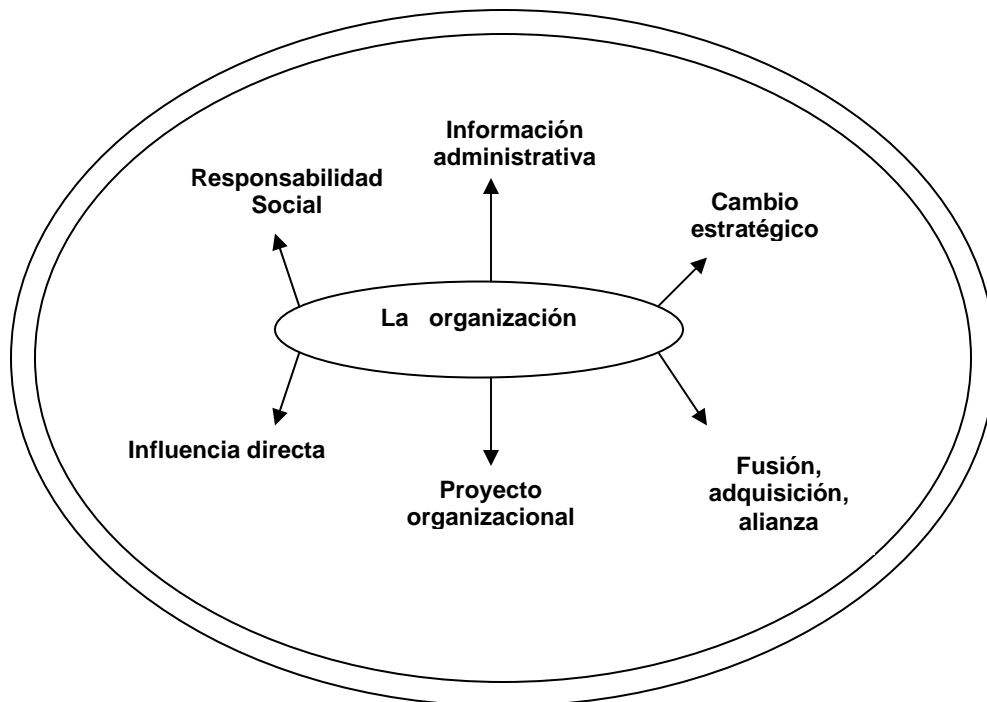 Información
administrativa
Responsabilidad
Social
Cambio
estratégico
La organización
Influencia directa
Proyecto
organizacional
Fusión,
adquisición,
alianza